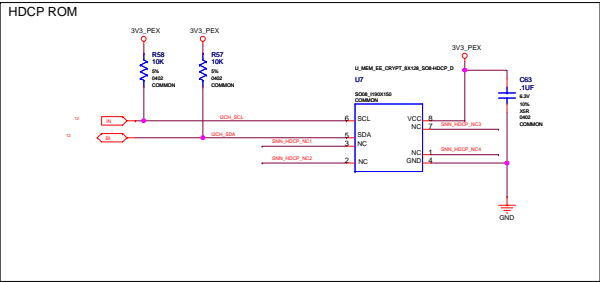 HDCP ROM
3V3_PEX
3V3_PEX
3V3_PEX
R58
10K
5%
0402
COMMON
R57
10K
5%
0402
COMMON
U_MEM_EE_CRYPT_8X128_SO8-HDCP_D
U7
SO08_H90X150
COMMON
C63
.1UF
6.3V
10%
X5R
0402
COMMON
IN
I2CH_SCL
6 SCL
VCC 8
NC 7
SNN_HDCP_NC3
BI
I2CH_SDA
5 SDA
SNN_HDCP_NC1
3 NC
SNN_HDCP_NC2
2 NC
NC 1
SNN_HDCP_NC4
GND 4
GND